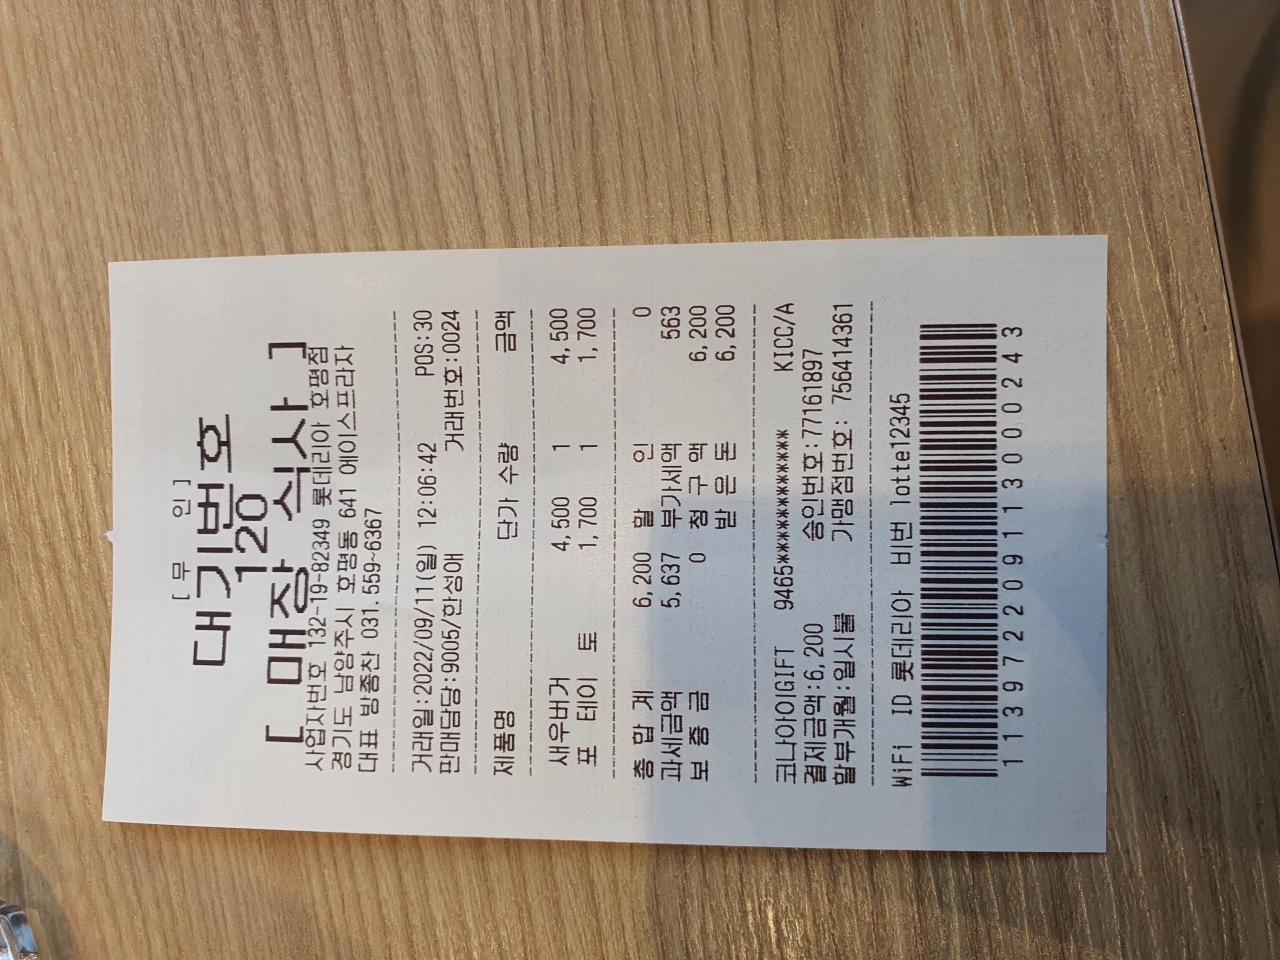 [ 무 인 ]
대기번호
120
[ 매장 식사 ]
사업자번호 132-19-82349 롯데리아 호평점
경기도 남양주시 호평동 641 에이스프라자
대표 방종찬 031. 559-6367
거래일:2022/09/11(일) 12:06:42 POS:30
판매담당:9005/한성애 거래번호:0024
제품명 단가 수량 금액
새우버거 4,500 1 4,500
포 테이 토 1,700 1 1,700
총 합 계 6,200 할 인 0
과세금액 5,637 부가세액 563
보 증 금 0 청 구 액 6,200
받 은 돈 6,200
코나아이GIFT 9465************ KICC/A
결제금액:6,200 승인번호:77161897
할부개월:일시불 가맹점번호: 756414361
WiFi ID 롯데리아 비번 lotte12345
1139722091130000243